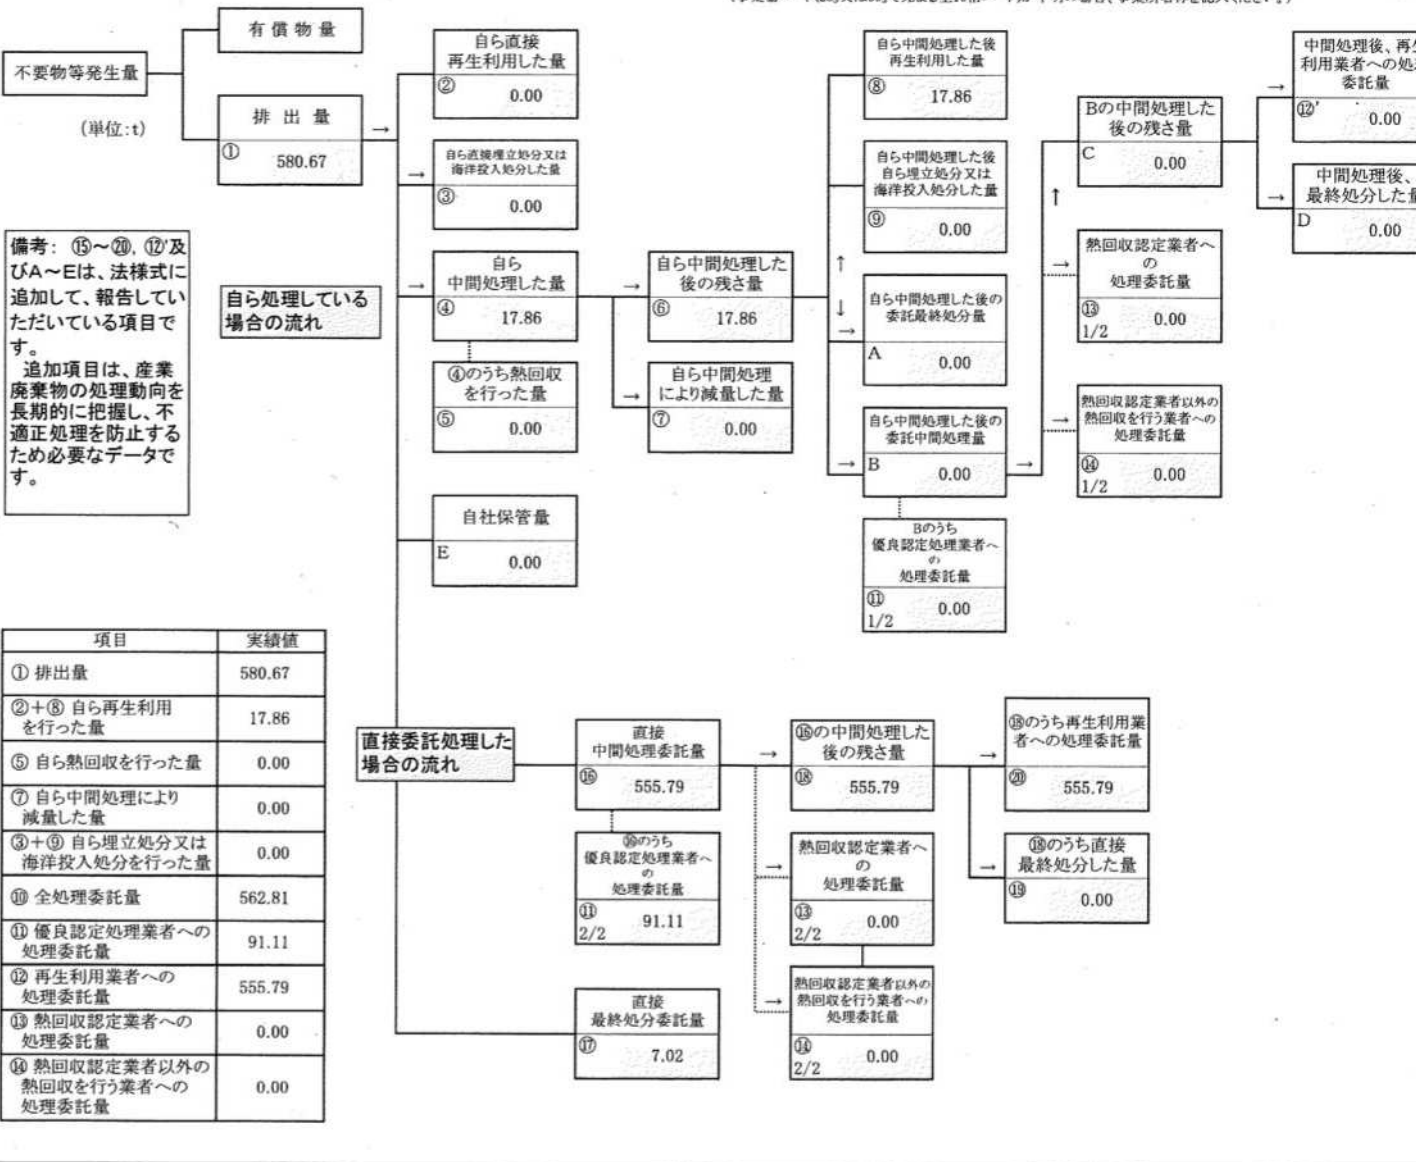 有 償 物 量
不要物等発生量
(単位:t)
排 出 量
① 580.67
→
自ら直接
再生利用した量
② 0.00
自ら直接埋立処分又は
海洋投入処分した量
→
③ 0.00
自ら
中間処理した量
→
④ 17.86
④のうち熱回収
を行った量
⑤ 0.00
自社保管量
E 0.00
自ら中間処理した
後の残さ量
→
⑥ 17.86
自ら中間処理
により減量した量
→
⑦ 0.00
自ら中間処理した後
再生利用した量
⑧ 17.86
自ら中間処理した後
自ら埋立処分又は
海洋投入処分した量
⑨ 0.00
↑
↓
→
自ら中間処理した後の
委託最終処分量
A 0.00
自ら中間処理した後の
委託中間処理量
→
B 0.00
→
Bのうち
優良認定処理業者へ
の
処理委託量
⑪
1/2 0.00
Bの中間処理した
後の残さ量
C 0.00
↑
熱回収認定業者へ
の
処理委託量
→
⑬
1/2 0.00
熱回収認定業者以外の
熱回収を行う業者への
処理委託量
→
⑭
1/2 0.00
中間処理後、再生
利用業者への処理
委託量
→
⑫' 0.00
中間処理後、
最終処分した量
→
D 0.00
備考: ⑮～⑳, ⑫'及
びA～Eは、法様式に
追加して、報告してい
ただいている項目で
す。
追加項目は、産業
廃棄物の処理動向を
長期的に把握し、不
適正処理を防止する
ため必要なデータで
す。
自ら処理している
場合の流れ
項目 実績値
① 排出量 580.67
②+⑧ 自ら再生利用
を行った量 17.86
⑤ 自ら熱回収を行った量 0.00
⑦ 自ら中間処理により
減量した量 0.00
③+⑨ 自ら埋立処分又は
海洋投入処分を行った量 0.00
⑩ 全処理委託量 562.81
⑪ 優良認定処理業者への
処理委託量 91.11
⑫ 再生利用業者への
処理委託量 555.79
⑬ 熱回収認定業者への
処理委託量 0.00
⑭ 熱回収認定業者以外の
熱回収を行う業者への
処理委託量 0.00
直接委託処理した
場合の流れ
直接
中間処理委託量
⑯ 555.79
⑯のうち
優良認定処理業者へ
の
処理委託量
⑪
2/2 91.11
直接
最終処分委託量
⑰ 7.02
→
⑯の中間処理した
後の残さ量
⑱ 555.79
熱回収認定業者へ
の
処理委託量
→
⑬
2/2 0.00
熱回収認定業者以外の
熱回収を行う業者への
処理委託量
→
⑭
2/2 0.00
→
⑱のうち再生利用業
者への処理委託量
⑳ 555.79
⑱のうち直接
最終処分した量
→
⑲ 0.00